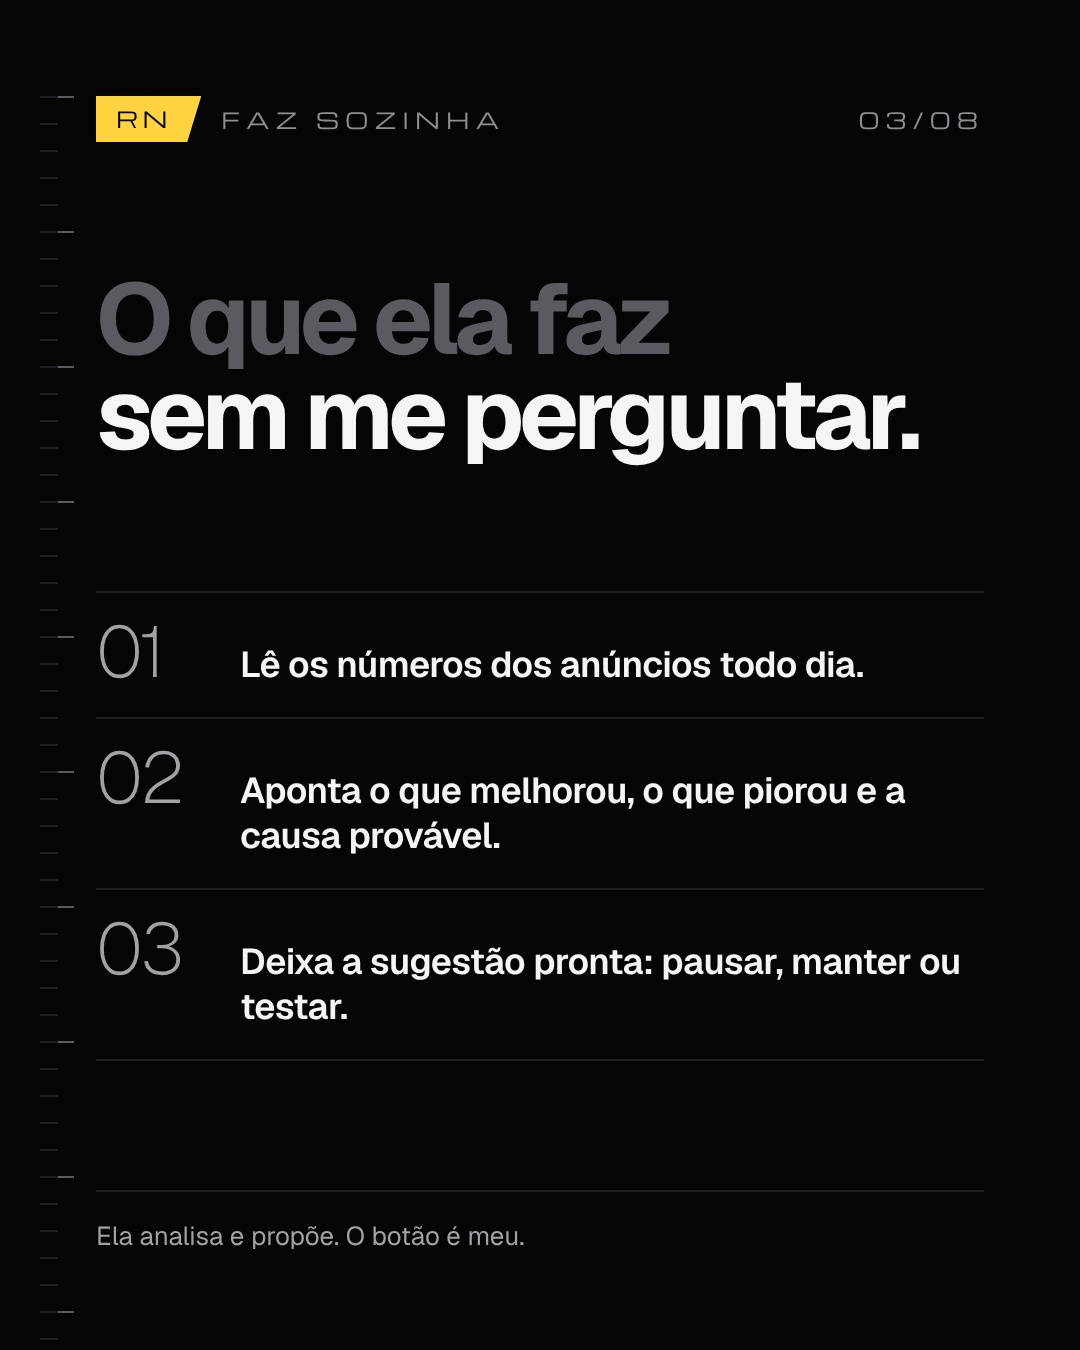 RN FAZ SOZINHA 03/08
O que ela faz
sem me perguntar.
01 Lê os números dos anúncios todo dia.
02 Aponta o que melhorou, o que piorou e a
causa provável.
03 Deixa a sugestão pronta: pausar, manter ou
testar.
Ela analisa e propõe. O botão é meu.